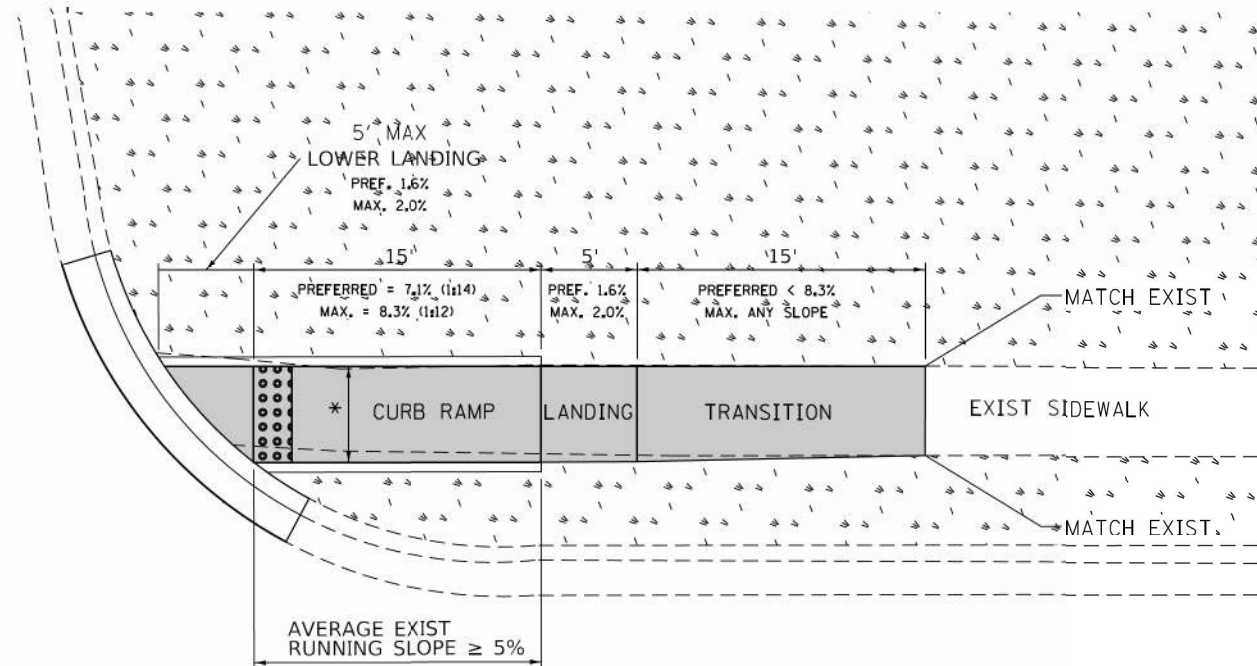 5' MAX
LOWER LANDING
PREF. 1.6%
MAX. 2.0%
15'
5'
15'
PREFERRED = 7.1% (1:14)
MAX. = 8.3% (1:12)
PREF. 1.6%
MAX. 2.0%
PREFERRED < 8.3%
MAX. ANY SLOPE
MATCH EXIST
*
CURB RAMP
LANDING
TRANSITION
EXIST SIDEWALK
MATCH EXIST.
AVERAGE EXIST
RUNNING SLOPE ≥ 5%